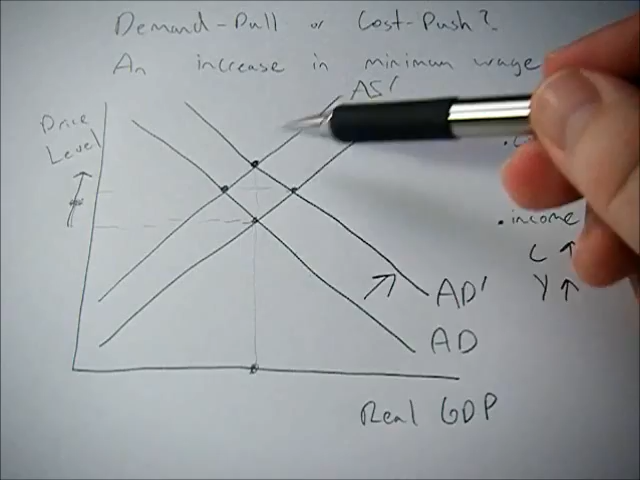 Demand-Pull or Cost-Push?
An increase in minimum wage
AS'
Price
Level
• income
C ↑
Y ↑
AD'
AD
Real GDP